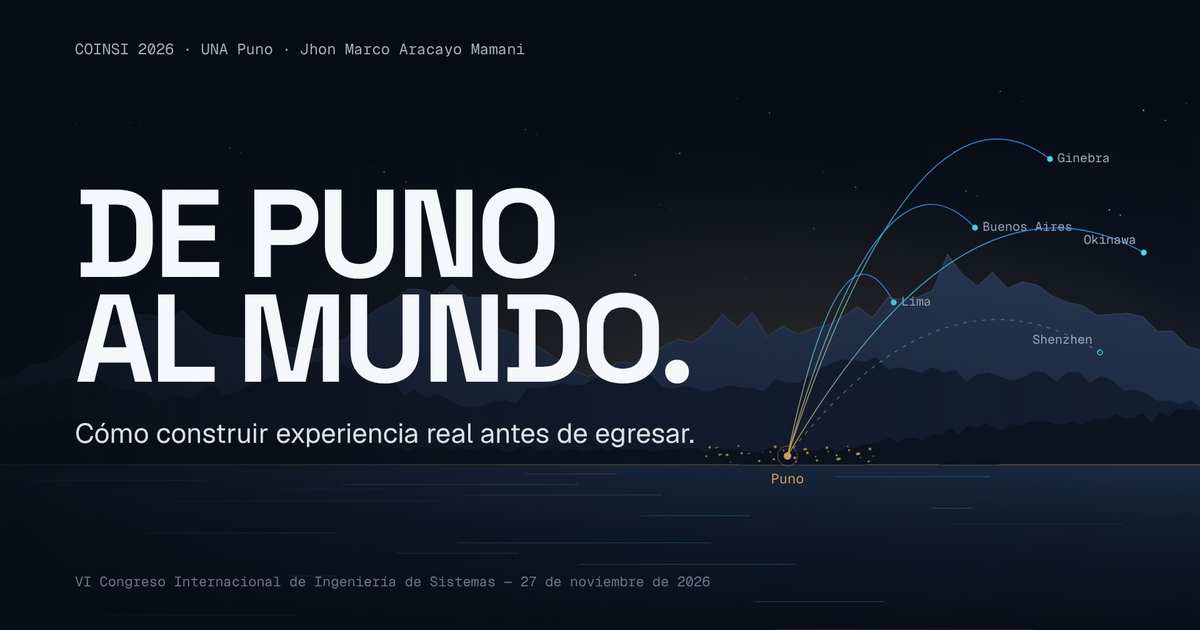 COINSI 2026 · UNA Puno · Jhon Marco Aracayo Mamani
DE PUNO
AL MUNDO.
Cómo construir experiencia real antes de egresar.
Ginebra
Buenos Aires
Okinawa
Lima
Shenzhen
Puno
VI Congreso Internacional de Ingeniería de Sistemas — 27 de noviembre de 2026